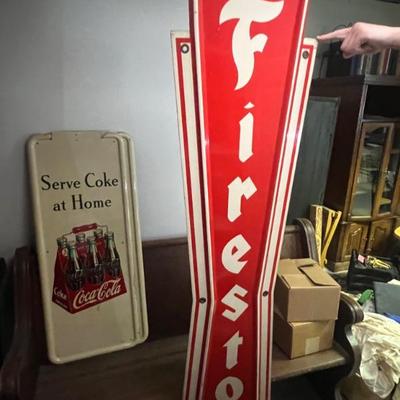 Serve Coke
at Home
Coke
Coca-Cola
Firesto